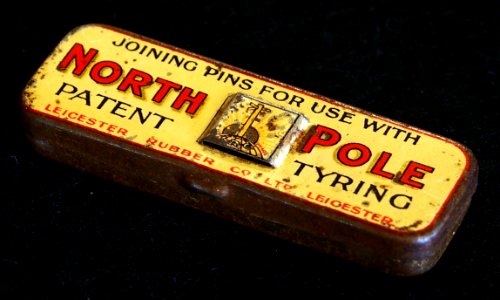 JOINING PINS FOR USE WITH
NORTH POLE
PATENT TYRING
LEICESTER RUBBER CO LTD LEICESTER